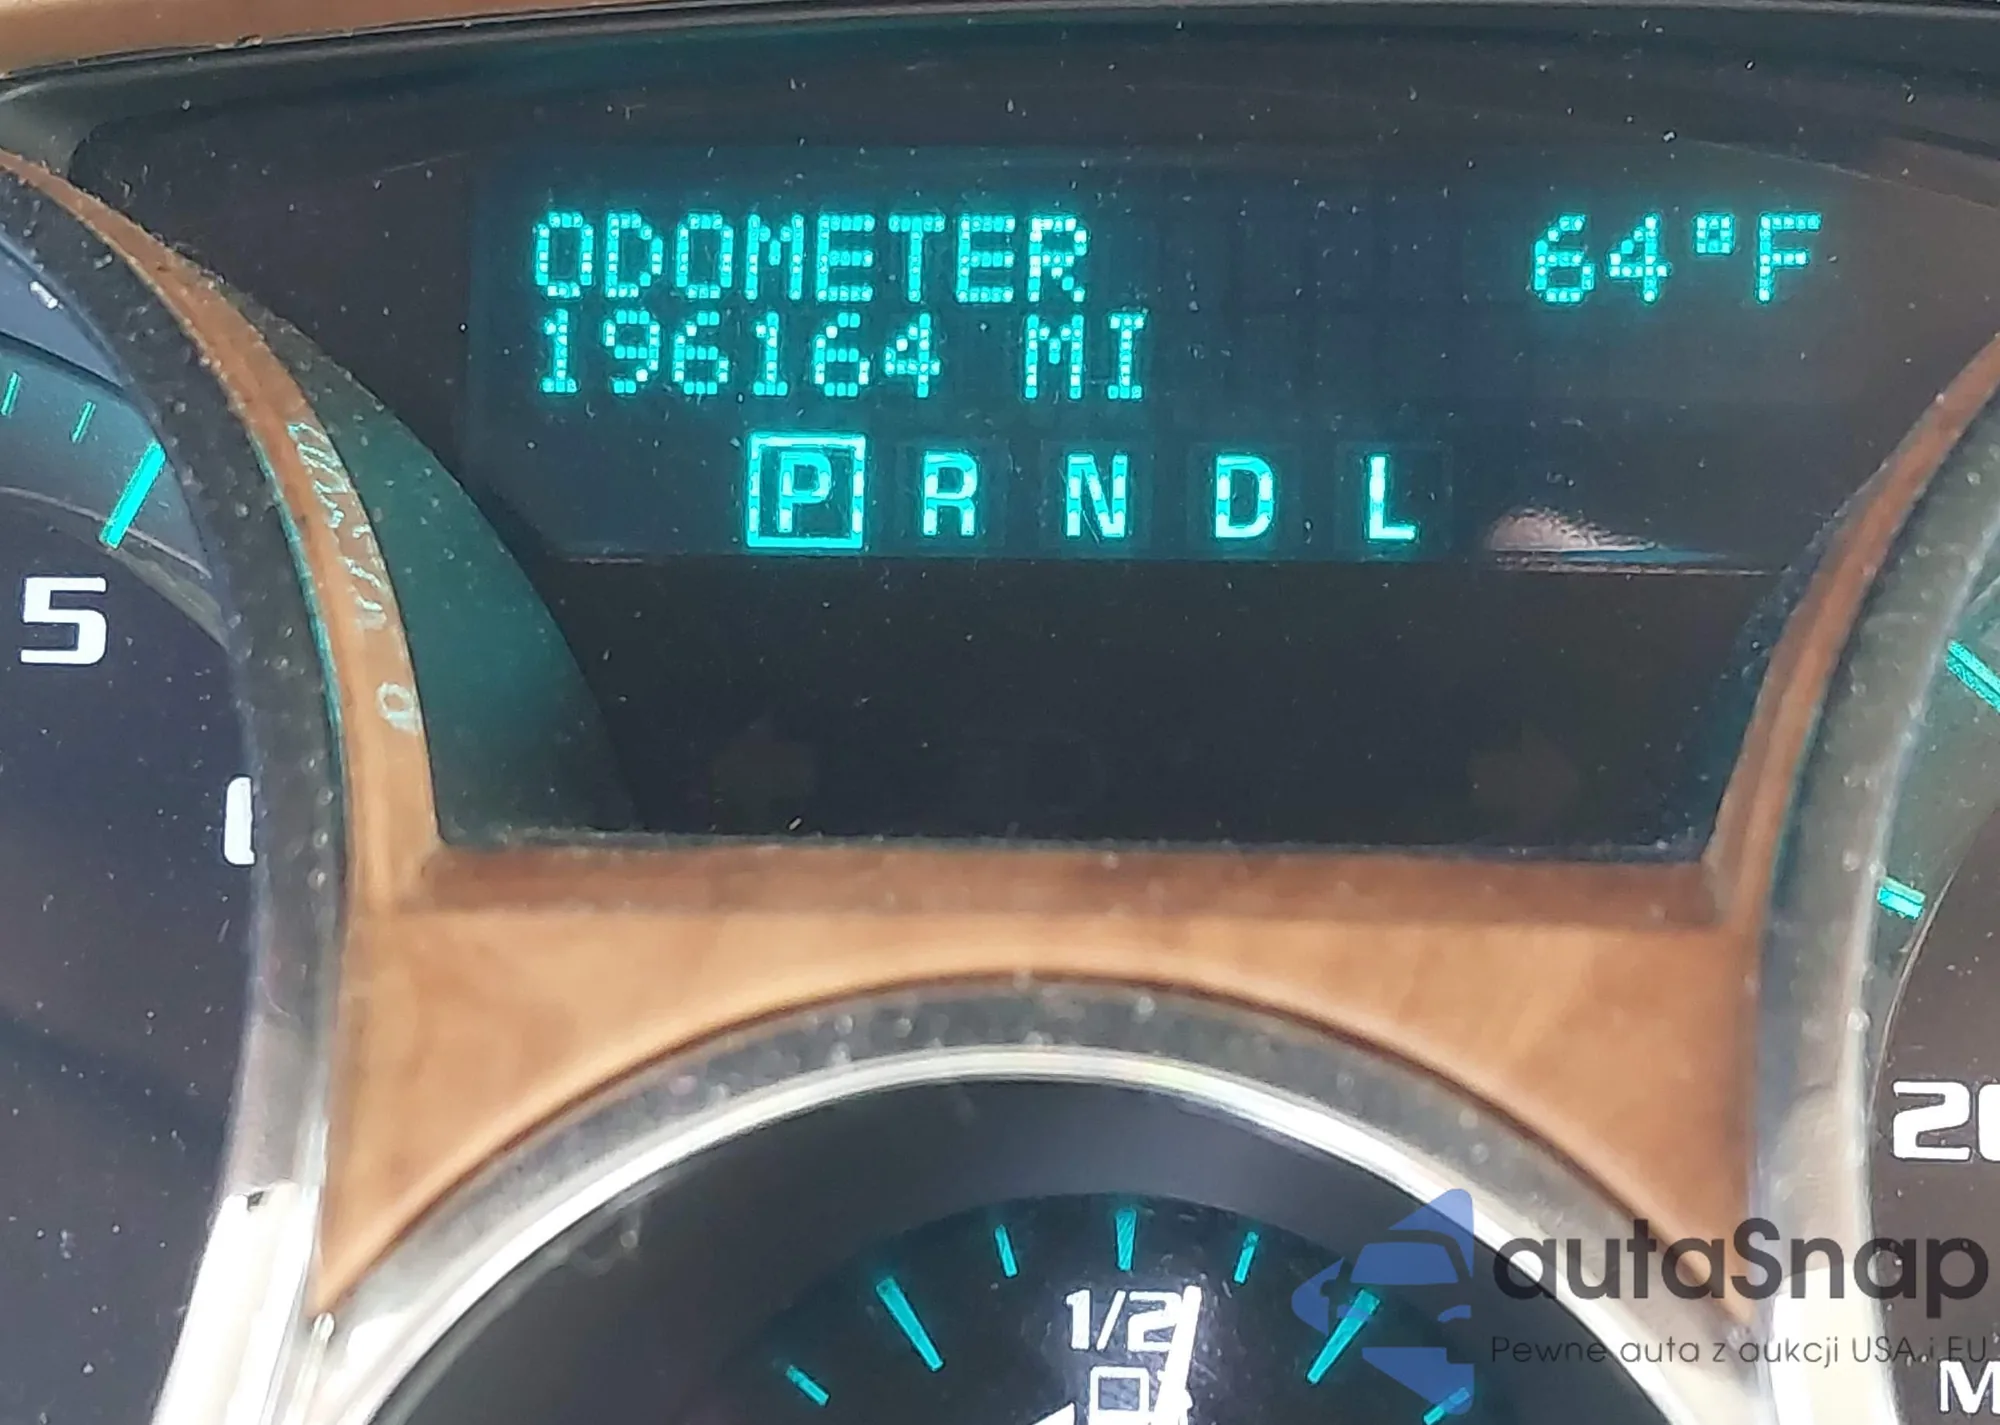 ODOMETER 64°F
196164 MI
P R N D L
5
20
1/2
autaSnap
Pewne auta z aukcji USA i EU